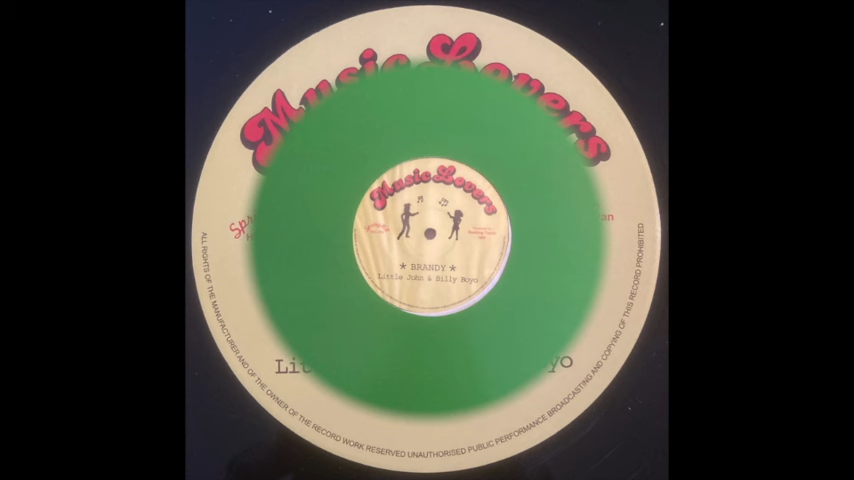 Music Lovers
Music Lovers
★ BRANDY ★
Little John & Billy Boyo
ALL RIGHTS OF THE MANUFACTURER AND OF THE OWNER OF THE RECORD WORK RESERVED UNAUTHORISED PUBLIC PERFORMANCE BROADCASTING AND COPYING OF THIS RECORD PROHIBITED